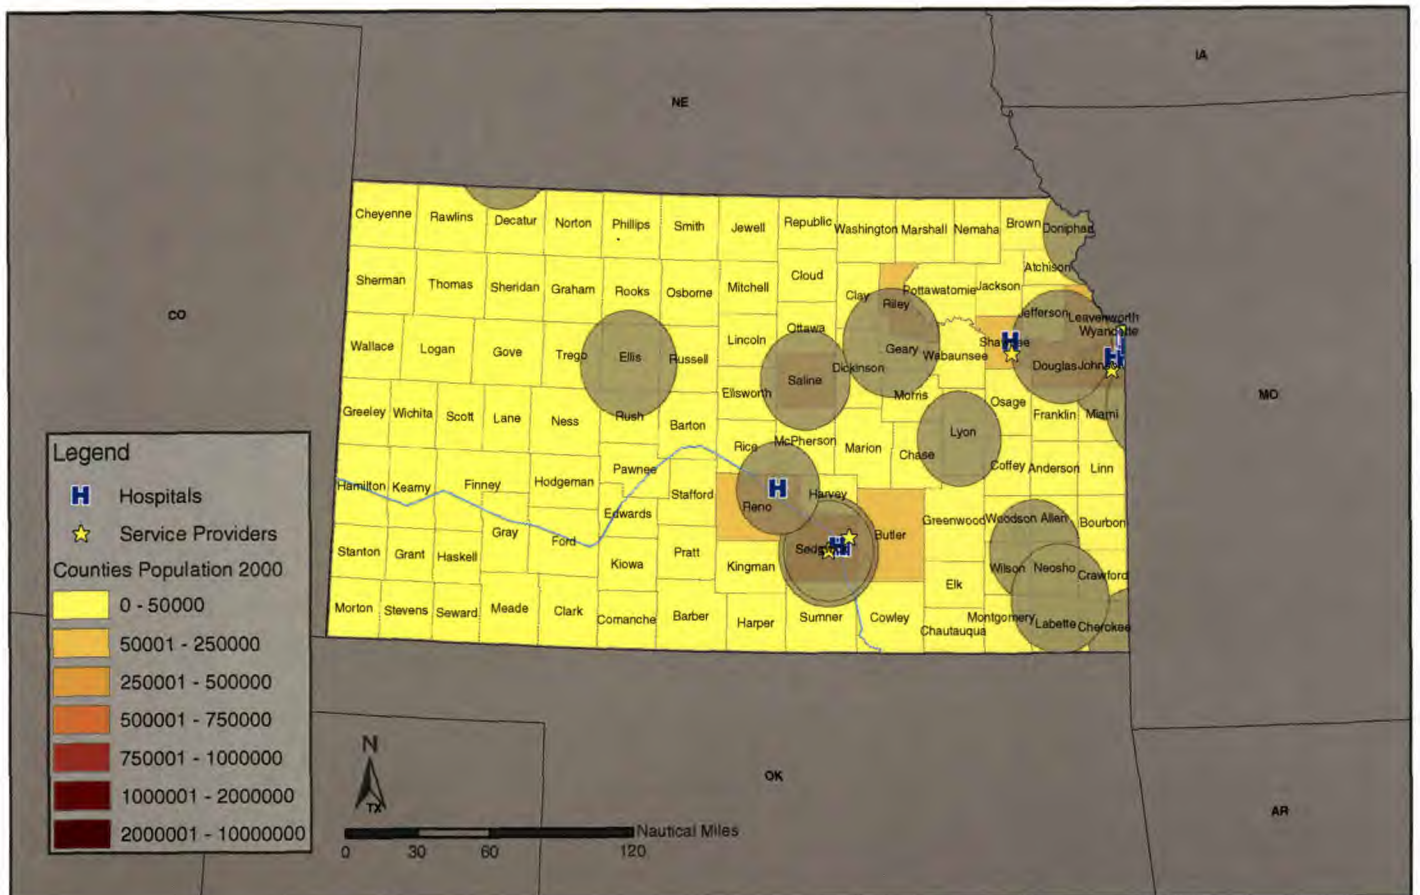 IA
NE
CO
MO
Cheyenne Rawlins Decatur Norton Phillips Smith Jewell Republic Washington Marshall Nemaha Brown Doniphan
Atchison
Sherman Thomas Sheridan Graham Rooks Osborne Mitchell Cloud Clay Riley Pottawatomie Jackson
Jefferson Leavenworth
Wyandotte
Wallace Logan Gove Trego Ellis Russell Lincoln Ottawa Dickinson Geary Wabaunsee Shawnee Douglas Johnson
Ellsworth Saline Morris Osage
Greeley Wichita Scott Lane Ness Rush Barton Rice McPherson Marion Chase Lyon Franklin Miami
Coffey Anderson Linn
Hamilton Kearny Finney Hodgeman Pawnee Stafford Reno Harvey
Edwards
Gray Ford Butler Greenwood Woodson Allen Bourbon
Stanton Grant Haskell Kiowa Pratt Kingman Sedgwick Elk Wilson Neosho Crawford
Morton Stevens Seward Meade Clark Comanche Barber Harper Sumner Cowley Chautauqua Montgomery Labette Cherokee
Legend
H Hospitals
Service Providers
Counties Population 2000
0 - 50000
50001 - 250000
250001 - 500000
500001 - 750000
750001 - 1000000
1000001 - 2000000
2000001 - 10000000
N
TX
OK
AR
Nautical Miles
0 30 60 120